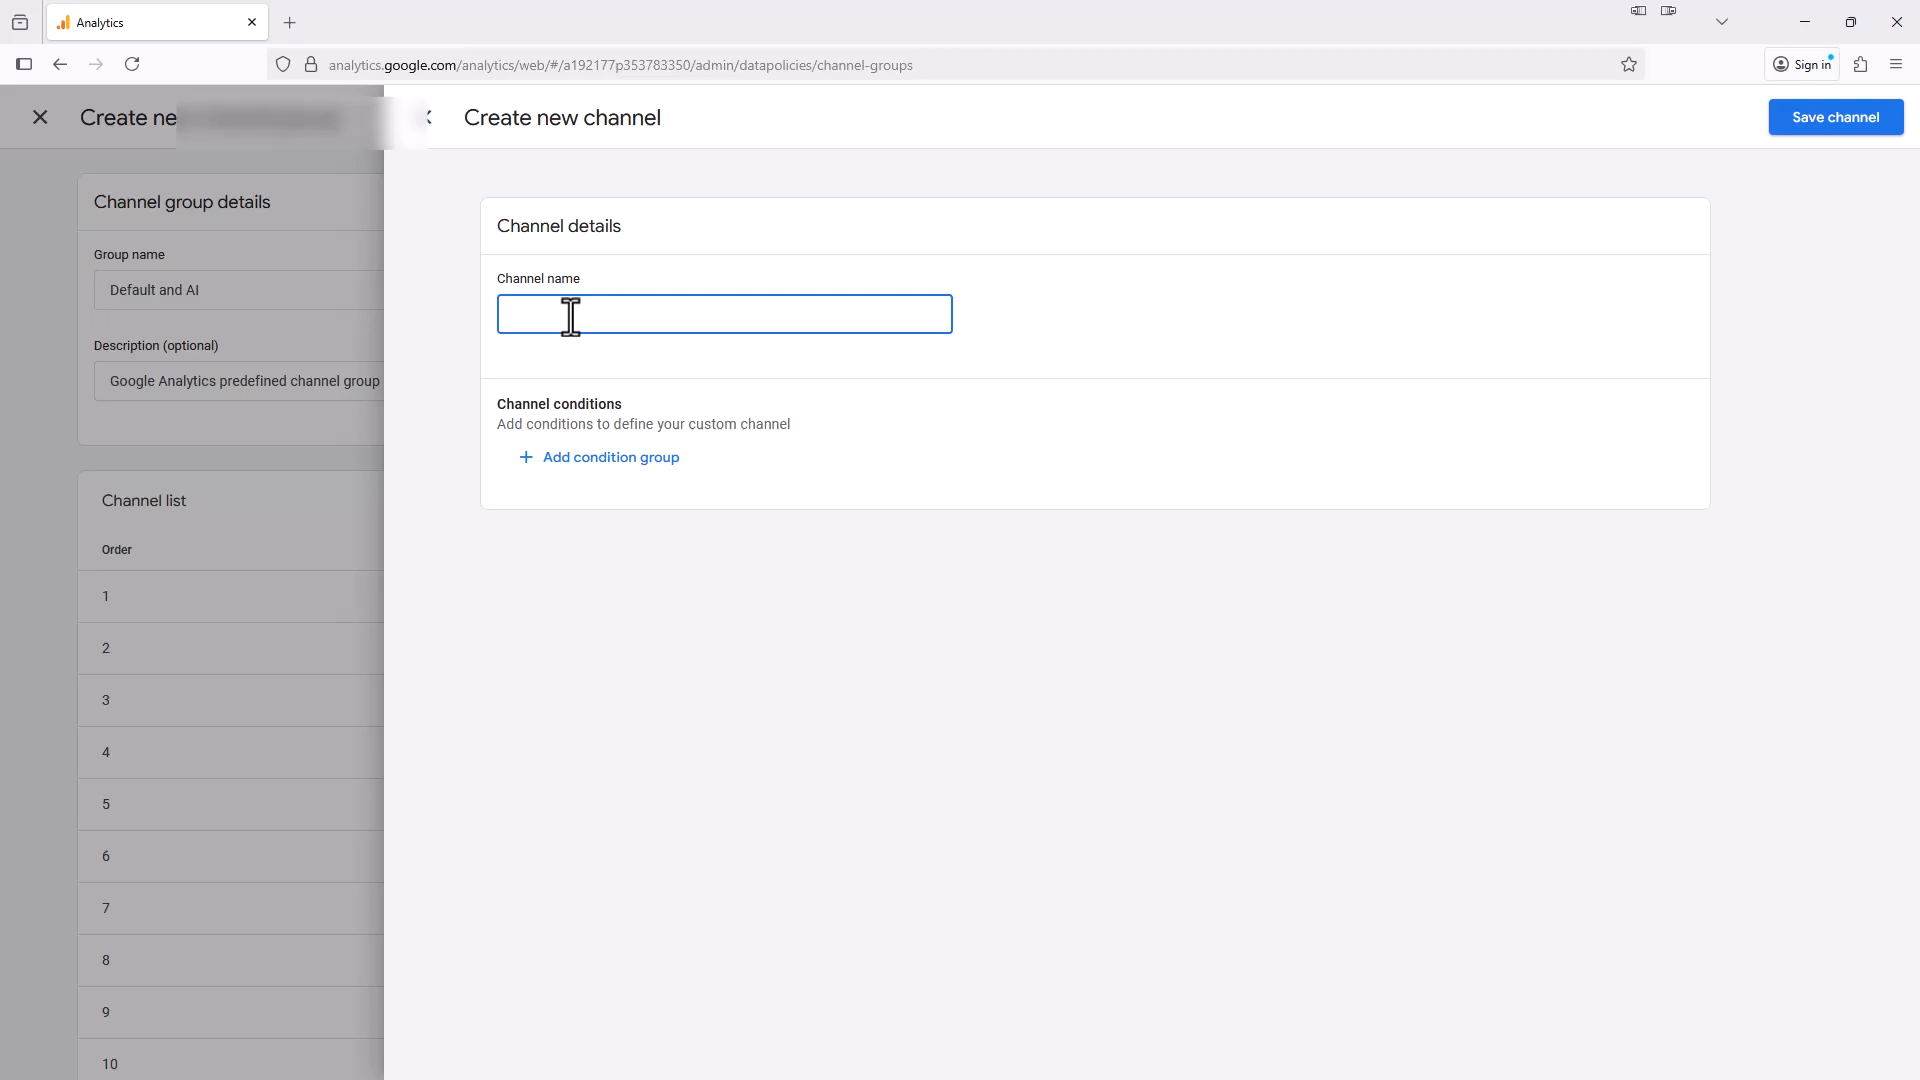 Analytics
analytics.google.com/analytics/web/#/a192177p353783350/admin/datapolicies/channel-groups
Sign in
Create new channel
Save channel
Channel group details
Group name
Default and AI
Description (optional)
Google Analytics predefined channel group
Channel list
Order
1
2
3
4
5
6
7
8
9
10
Channel details
Channel name
Channel conditions
Add conditions to define your custom channel
Add condition group